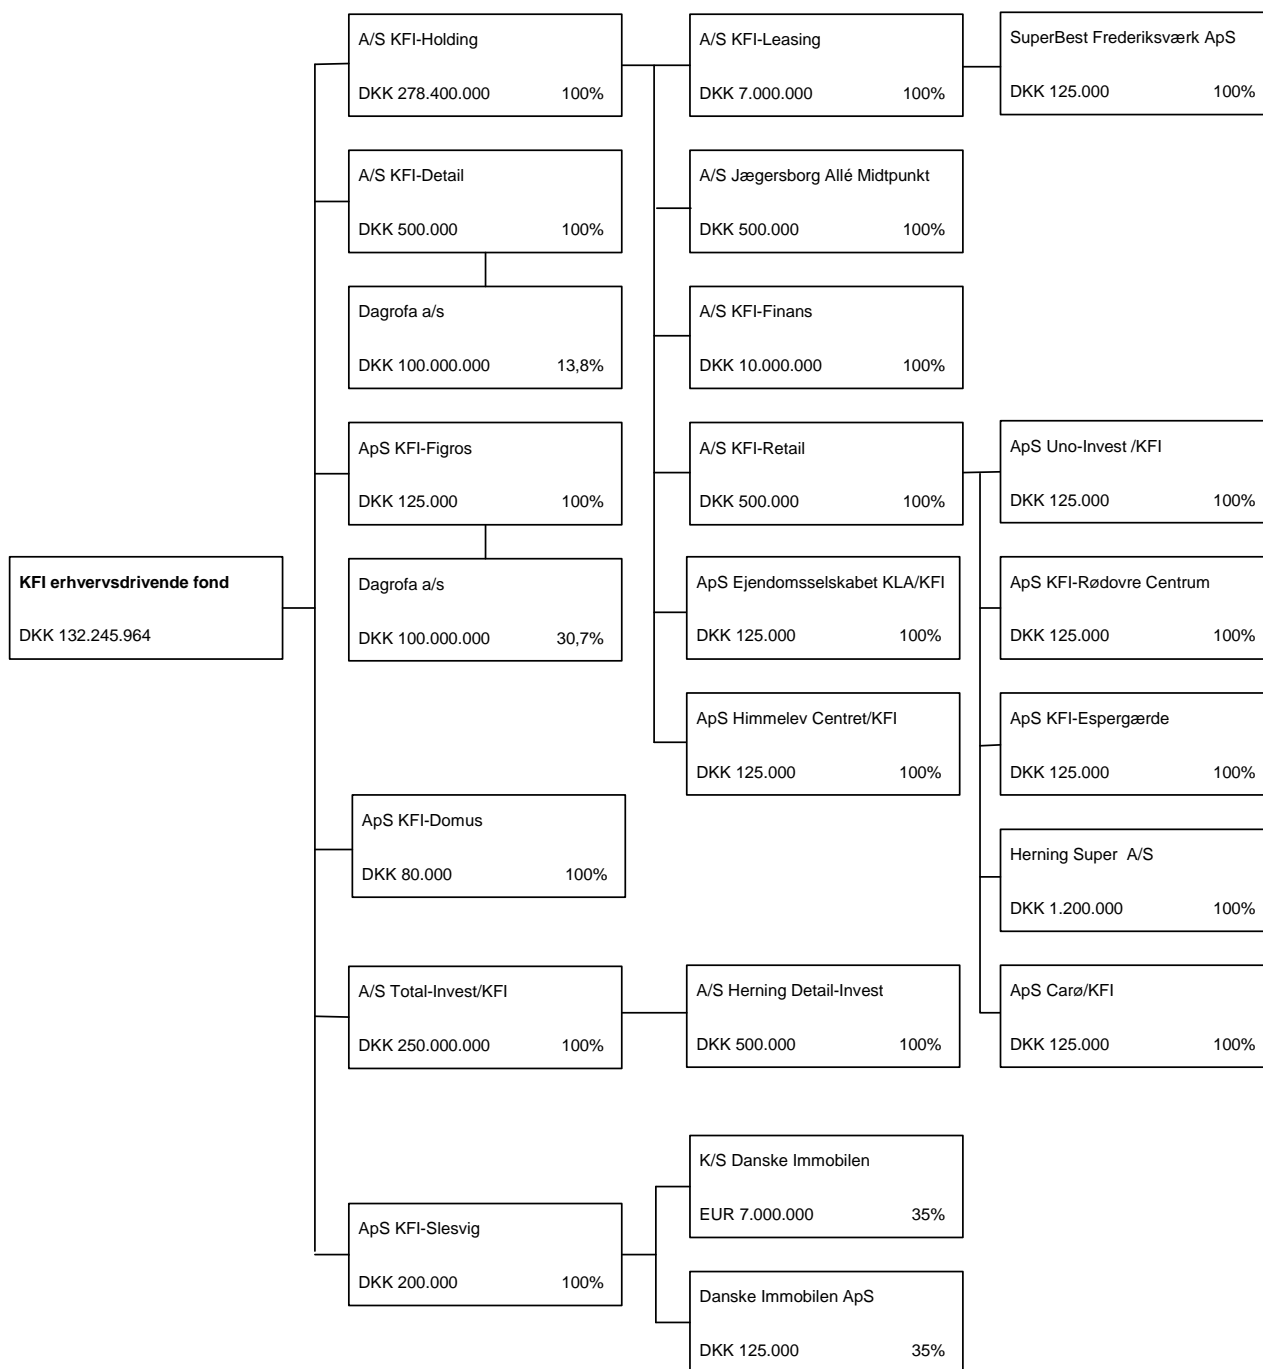 A/S KFI-Holding
DKK 278.400.000 100%
A/S KFI-Leasing
DKK 7.000.000 100%
SuperBest Frederiksværk ApS
DKK 125.000 100%
A/S KFI-Detail
DKK 500.000 100%
A/S Jægersborg Allé Midtpunkt
DKK 500.000 100%
Dagrofa a/s
DKK 100.000.000 13,8%
A/S KFI-Finans
DKK 10.000.000 100%
ApS KFI-Figros
DKK 125.000 100%
A/S KFI-Retail
DKK 500.000 100%
ApS Uno-Invest /KFI
DKK 125.000 100%
KFI erhvervsdrivende fond
DKK 132.245.964
Dagrofa a/s
DKK 100.000.000 30,7%
ApS Ejendomsselskabet KLA/KFI
DKK 125.000 100%
ApS KFI-Rødovre Centrum
DKK 125.000 100%
ApS Himmelev Centret/KFI
DKK 125.000 100%
ApS KFI-Espergærde
DKK 125.000 100%
ApS KFI-Domus
DKK 80.000 100%
Herning Super A/S
DKK 1.200.000 100%
A/S Total-Invest/KFI
DKK 250.000.000 100%
A/S Herning Detail-Invest
DKK 500.000 100%
ApS Carø/KFI
DKK 125.000 100%
K/S Danske Immobilen
EUR 7.000.000 35%
ApS KFI-Slesvig
DKK 200.000 100%
Danske Immobilen ApS
DKK 125.000 35%